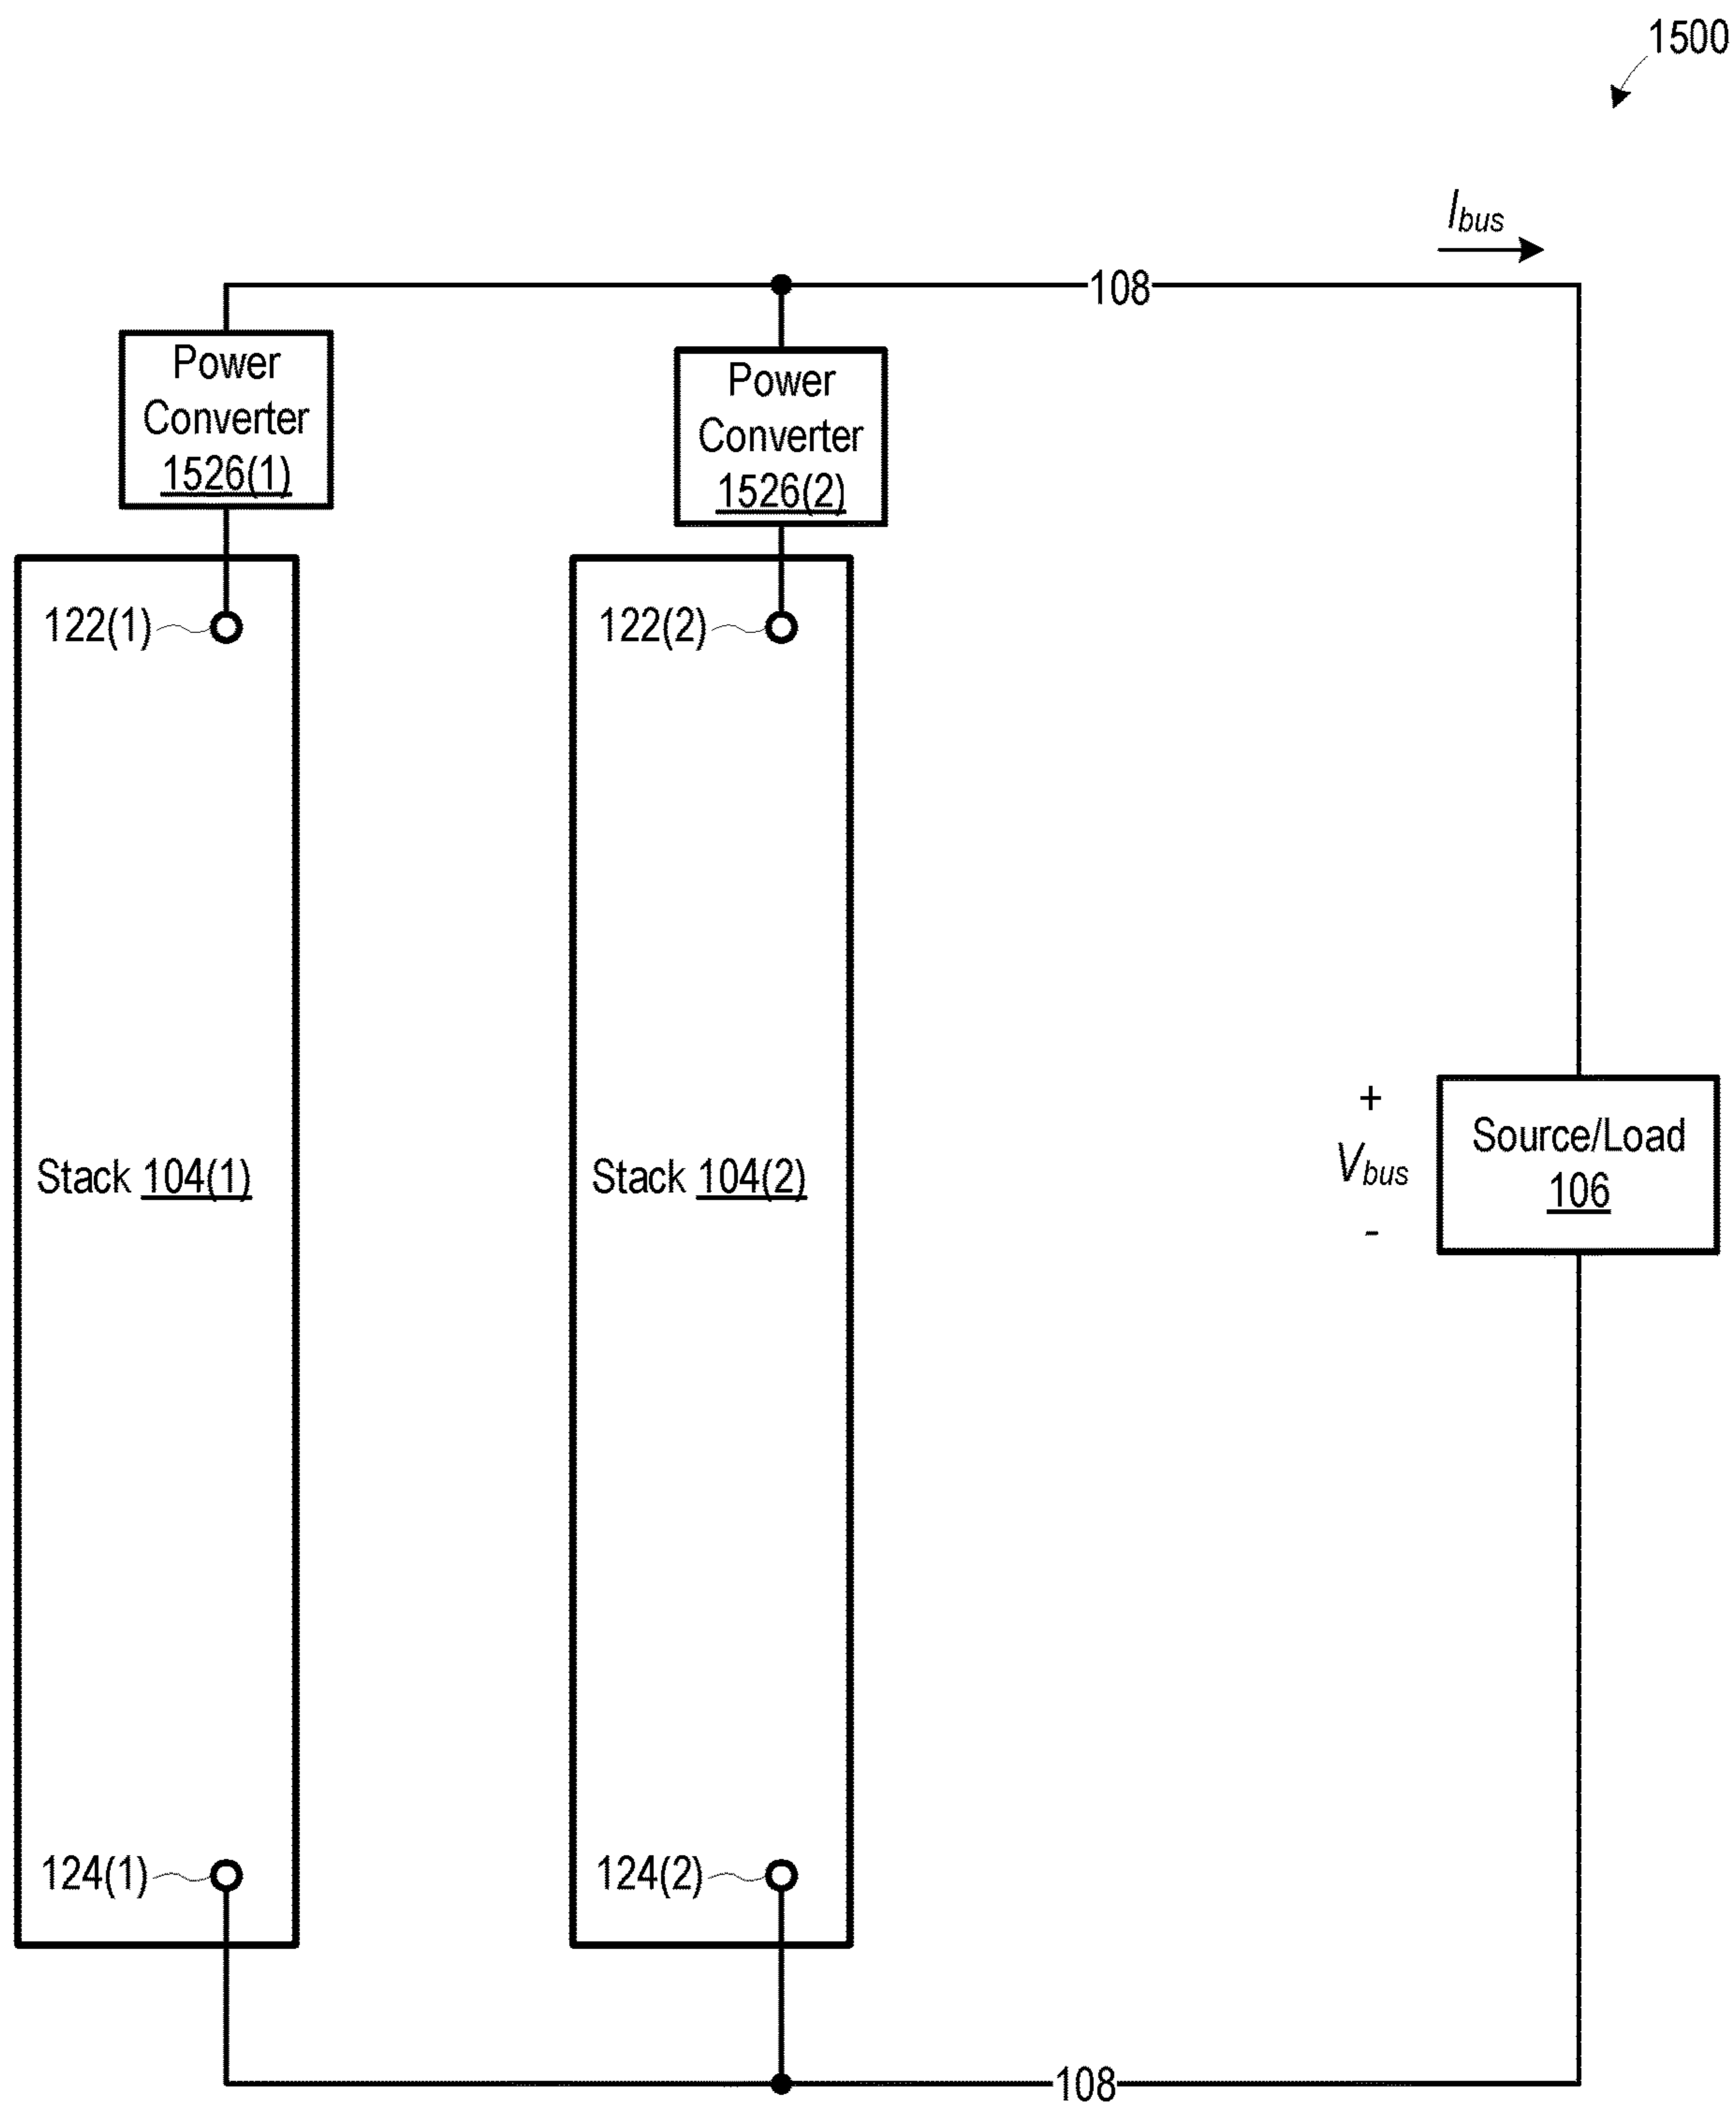 1500
Ibus
108
Power
Converter
1526(1)
Power
Converter
1526(2)
122(1)
122(2)
Stack 104(1)
Stack 104(2)
+
Vbus
-
Source/Load
106
124(1)
124(2)
108